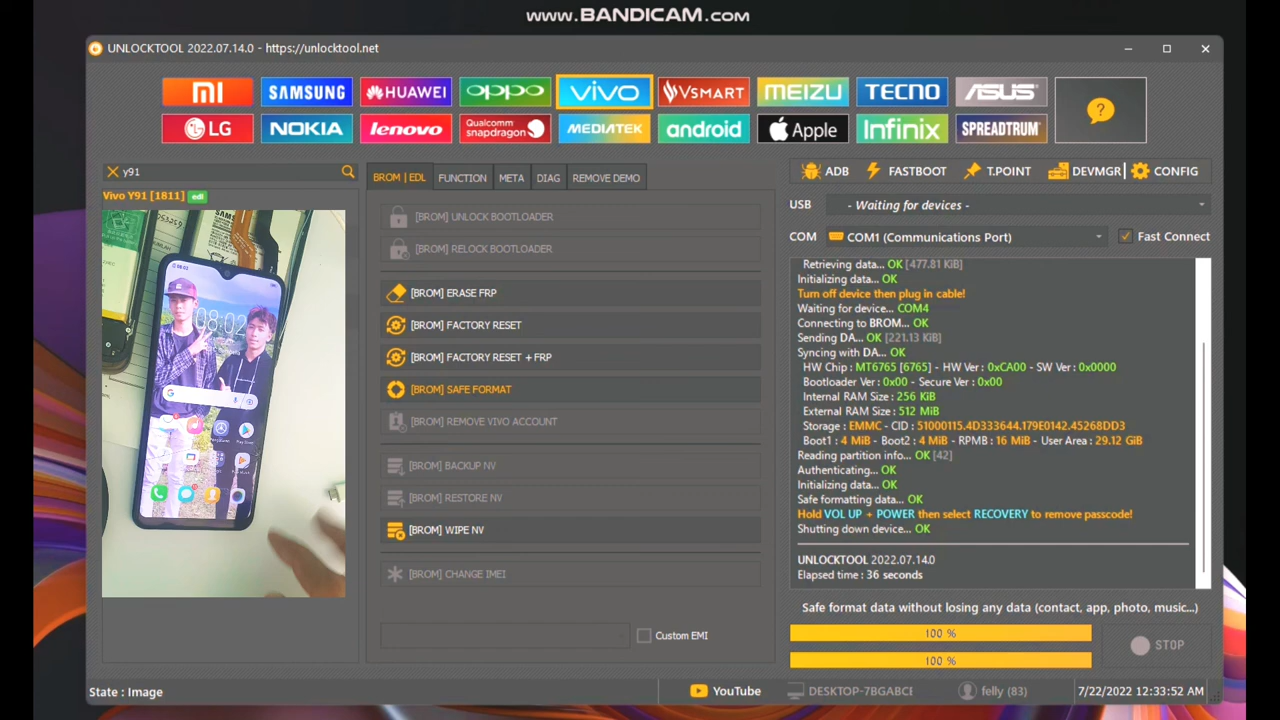 www.BANDICAM.com
UNLOCKTOOL 2022.07.14.0 - https://unlocktool.net
mi SAMSUNG HUAWEI oppo vivo VSMART MEIZU TECNO ASUS ?
LG NOKIA lenovo Qualcomm snapdragon MEDIATEK android Apple Infinix SPREADTRUM
y91
Vivo Y91 [1811] edl
08:02
BROM | EDL FUNCTION META DIAG REMOVE DEMO
[BROM] UNLOCK BOOTLOADER
[BROM] RELOCK BOOTLOADER
[BROM] ERASE FRP
[BROM] FACTORY RESET
[BROM] FACTORY RESET + FRP
[BROM] SAFE FORMAT
[BROM] REMOVE VIVO ACCOUNT
[BROM] BACKUP NV
[BROM] RESTORE NV
[BROM] WIPE NV
[BROM] CHANGE IMEI
Custom EMI
ADB FASTBOOT T.POINT DEVMGR CONFIG
USB - Waiting for devices -
COM COM1 (Communications Port) Fast Connect
Retrieving data... OK [477.81 KiB]
Initializing data... OK
Turn off device then plug in cable!
Waiting for device... COM4
Connecting to BROM... OK
Sending DA... OK [221.13 KiB]
Syncing with DA... OK
HW Chip : MT6765 [6765] - HW Ver : 0xCA00 - SW Ver : 0x0000
Bootloader Ver : 0x00 - Secure Ver : 0x00
Internal RAM Size : 256 KiB
External RAM Size : 512 MiB
Storage : EMMC - CID : 51000115.4D333644.179E0142.45268DD3
Boot1 : 4 MiB - Boot2 : 4 MiB - RPMB : 16 MiB - User Area : 29.12 GiB
Reading partition info... OK [42]
Authenticating... OK
Initializing data... OK
Safe formatting data... OK
Hold VOL UP + POWER then select RECOVERY to remove passcode!
Shutting down device... OK
UNLOCKTOOL 2022.07.14.0
Elapsed time : 36 seconds
Safe format data without losing any data (contact, app, photo, music...)
100 %
100 %
STOP
State : Image
YouTube
DESKTOP-7BGABCE
felly (83)
7/22/2022 12:33:52 AM